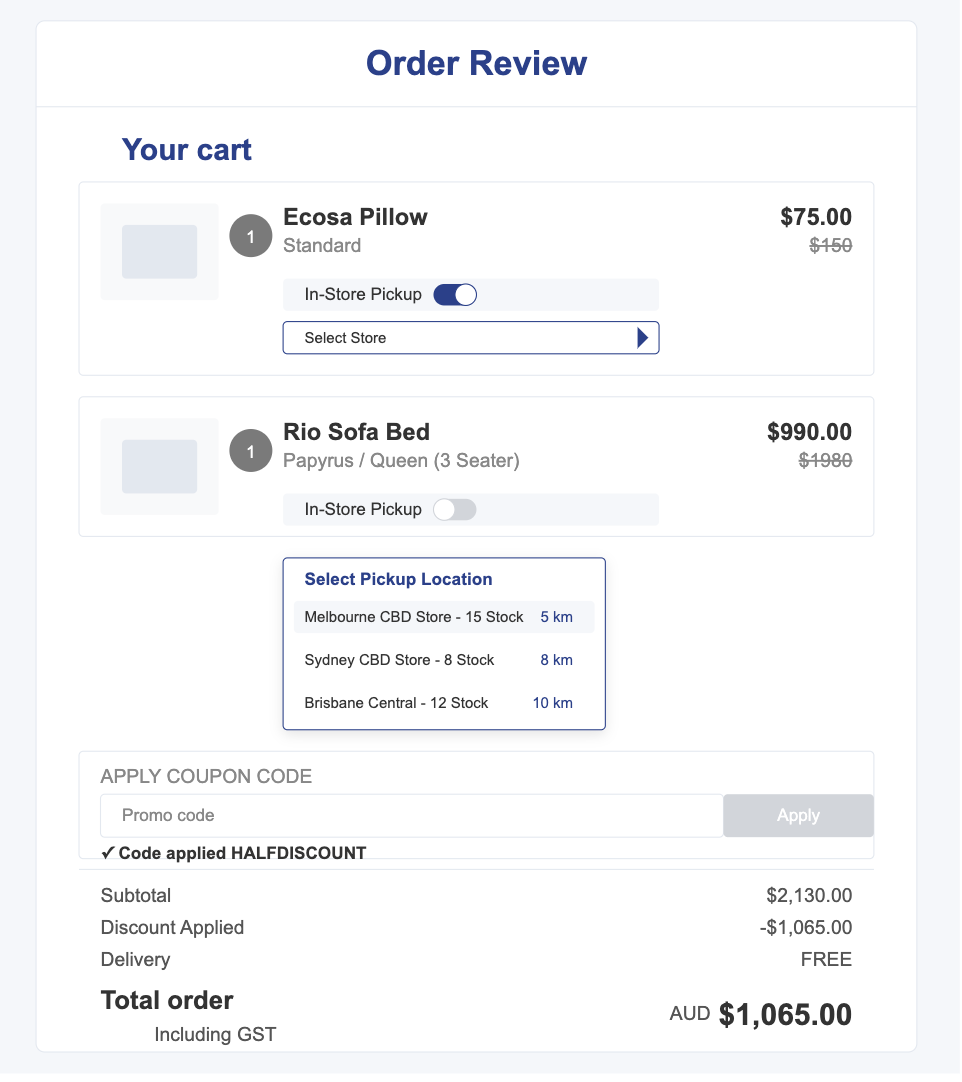 Order Review
Your cart
1 Ecosa Pillow $75.00
Standard $150
In-Store Pickup
Select Store
1 Rio Sofa Bed $990.00
Papyrus / Queen (3 Seater) $1980
In-Store Pickup
Select Pickup Location
Melbourne CBD Store - 15 Stock 5 km
Sydney CBD Store - 8 Stock 8 km
Brisbane Central - 12 Stock 10 km
APPLY COUPON CODE
Promo code Apply
✓ Code applied HALFDISCOUNT
Subtotal $2,130.00
Discount Applied -$1,065.00
Delivery FREE
Total order AUD $1,065.00
Including GST